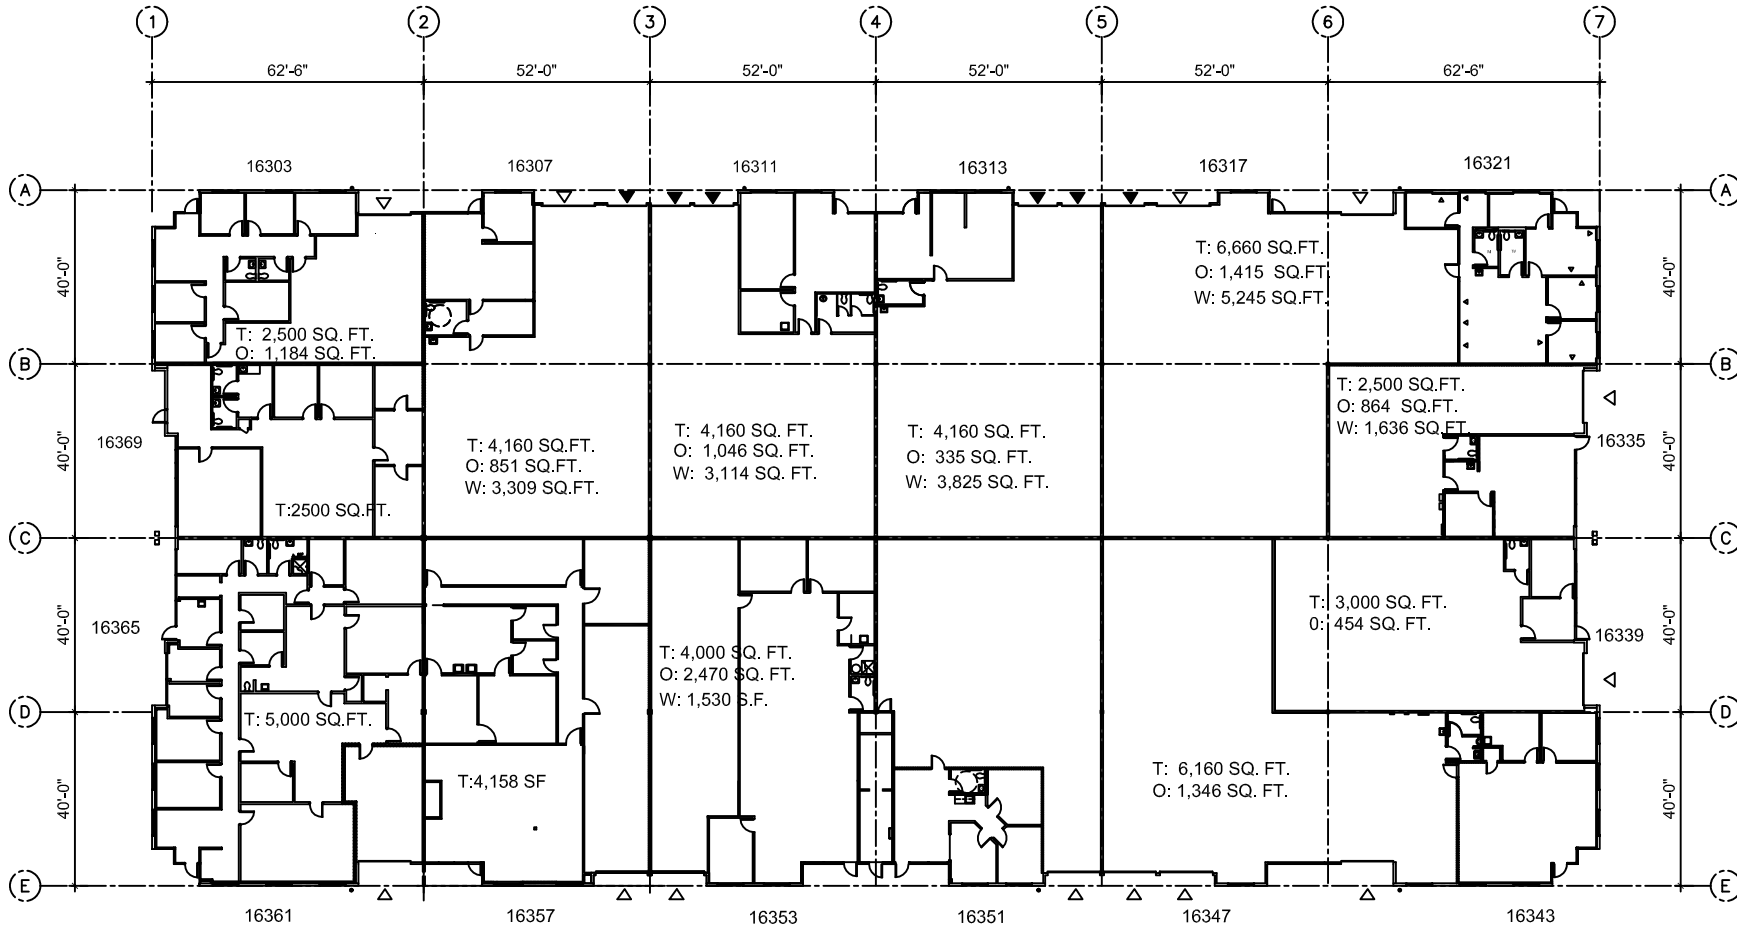 1 2 3 4 5 6 7
62'-6" 52'-0" 52'-0" 52'-0" 52'-0" 62'-6"
16303 16307 16311 16313 16317 16321
A A
40'-0" 40'-0"
T: 2,500 SQ. FT.
O: 1,184 SQ. FT.
T: 6,660 SQ.FT.
O: 1,415 SQ.FT.
W: 5,245 SQ.FT.
B B
16369
40'-0"
T:2500 SQ.FT.
T: 4,160 SQ.FT.
O: 851 SQ.FT.
W: 3,309 SQ.FT.
T: 4,160 SQ. FT.
O: 1,046 SQ. FT.
W: 3,114 SQ. FT.
T: 4,160 SQ. FT.
O: 335 SQ. FT.
W: 3,825 SQ. FT.
T: 2,500 SQ.FT.
O: 864 SQ.FT.
W: 1,636 SQ.FT.
16335
40'-0"
C C
16365
40'-0"
T: 5,000 SQ.FT.
T: 4,000 SQ. FT.
O: 2,470 SQ. FT.
W: 1,530 S.F.
T: 3,000 SQ. FT.
0: 454 SQ. FT.
16339
40'-0"
D D
40'-0"
T:4,158 SF
T: 6,160 SQ. FT.
O: 1,346 SQ. FT.
40'-0"
E E
16361 16357 16353 16351 16347 16343